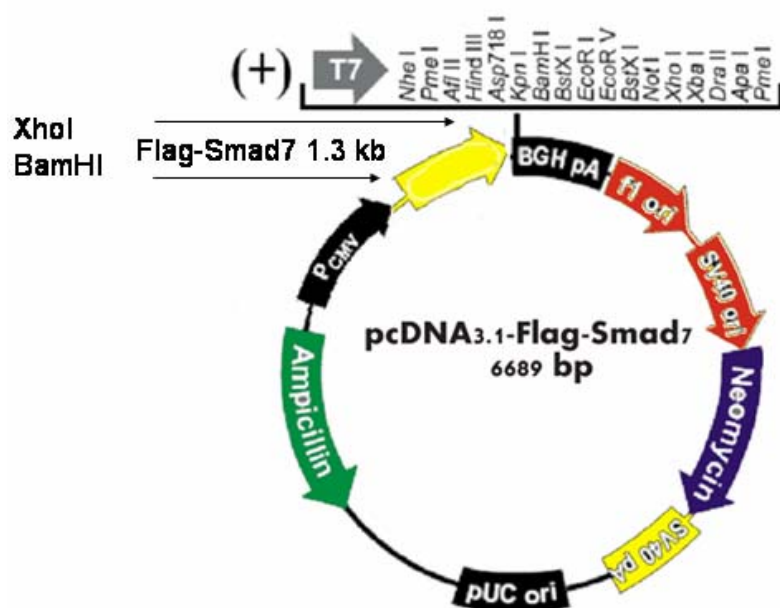 (+) T7
Nhe I
Pme I
Afl II
Hind III
Asp718 I
Kpn I
BamH I
BstX I
EcoR I
EcoR V
BstX I
Not I
Xho I
Xba I
Dra II
Apa I
Pme I
XhoI
BamHI
Flag-Smad7 1.3 kb
BGH pA
f1 ori
SV40 ori
PCMV
pcDNA3.1-Flag-Smad7
6689 bp
Ampicillin
Neomycin
SV40 pA
pUC ori